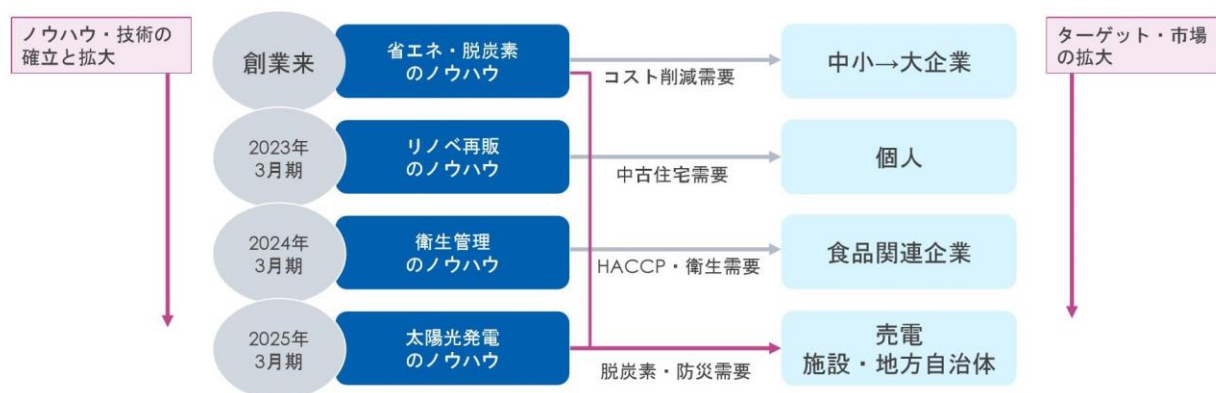 ノウハウ・技術の
確立と拡大
創業来
省エネ・脱炭素
のノウハウ
コスト削減需要
中小→大企業
ターゲット・市場
の拡大
2023年
3月期
リノベ再販
のノウハウ
中古住宅需要
個人
2024年
3月期
衛生管理
のノウハウ
HACCP・衛生需要
食品関連企業
2025年
3月期
太陽光発電
のノウハウ
脱炭素・防災需要
売電
施設・地方自治体